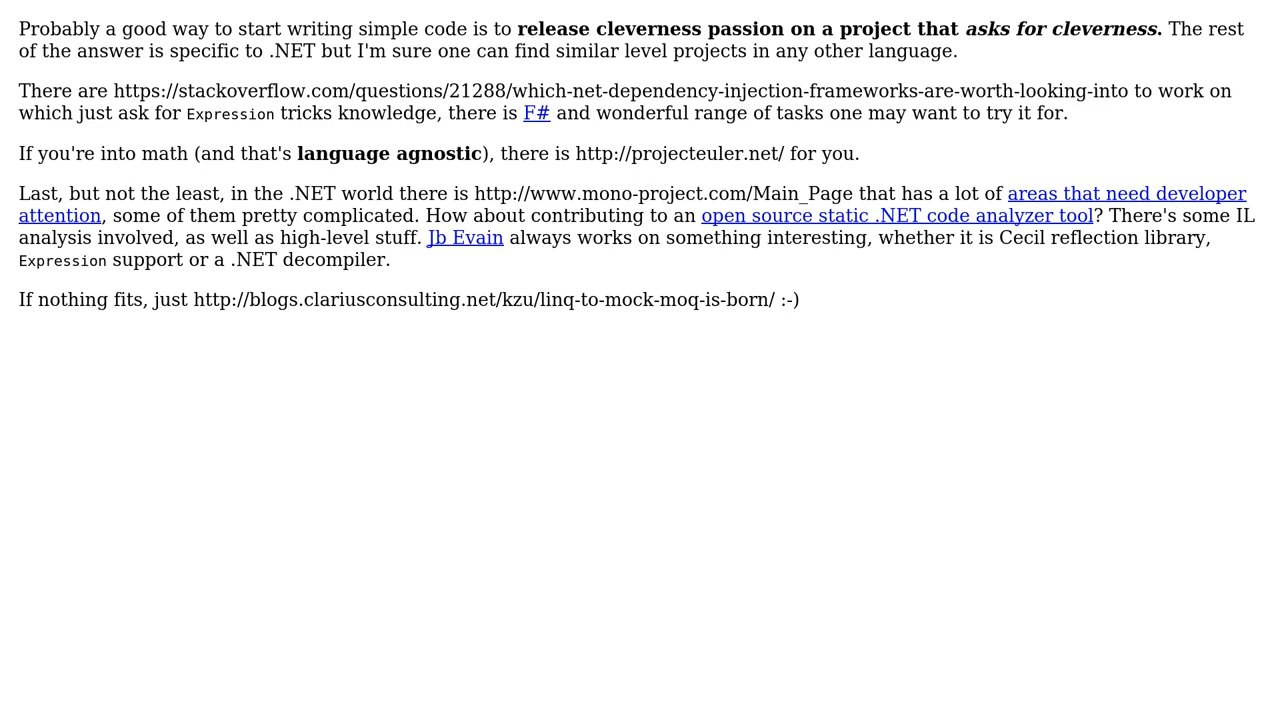 Probably a good way to start writing simple code is to release cleverness passion on a project that asks for cleverness. The rest
of the answer is specific to .NET but I'm sure one can find similar level projects in any other language.
There are https://stackoverflow.com/questions/21288/which-net-dependency-injection-frameworks-are-worth-looking-into to work on
which just ask for Expression tricks knowledge, there is F# and wonderful range of tasks one may want to try it for.
If you're into math (and that's language agnostic), there is http://projecteuler.net/ for you.
Last, but not the least, in the .NET world there is http://www.mono-project.com/Main_Page that has a lot of areas that need developer
attention, some of them pretty complicated. How about contributing to an open source static .NET code analyzer tool? There's some IL
analysis involved, as well as high-level stuff. Jb Evain always works on something interesting, whether it is Cecil reflection library,
Expression support or a .NET decompiler.
If nothing fits, just http://blogs.clariusconsulting.net/kzu/linq-to-mock-moq-is-born/ :-)